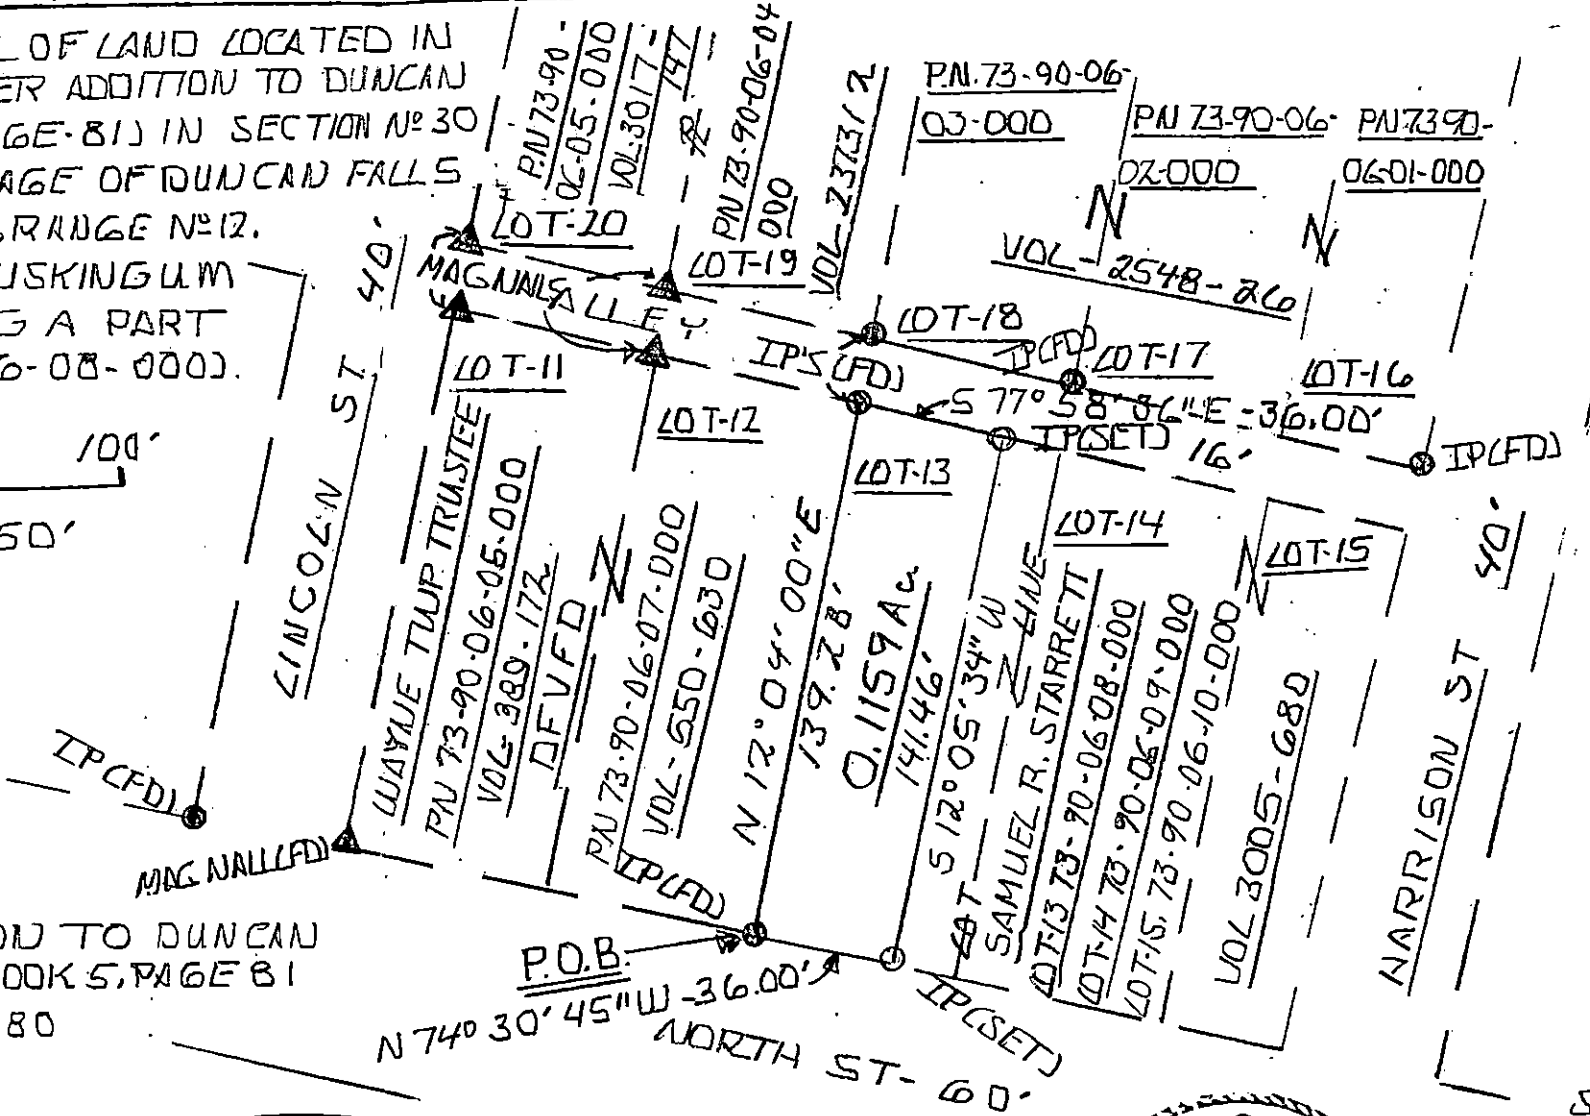 L OF LAND LOCATED IN
ER ADDITION TO DUNCAN
GE-81) IN SECTION Nº 30
AGE OF DUNCAN FALLS
RANGE Nº 12.
USKINGUM
G A PART
6-08-000).
100'
50'
P.N 73-90-
06-05-000
VOL:3017-
147
PN 73-90-06-04
000
VOL-237312
P.N. 73-90-06-
03-000
PN 73-90-06-
02-000
PN 73 90-
06-01-000
VOL-2548-26
LOT-20
LOT-19
LOT-18
LOT-17
LOT-16
MAG NAILS
ALLEY
IP'S (FD)
IP(FD)
S 77° 58' 36" E = 36.00'
IP(SET)
16'
IP(FD)
40'
LINCOLN ST
LOT-11
LOT-12
LOT-13
LOT-14
LOT-15
WAYNE TWP. TRUSTEE
PN 73-90-06-05-000
VOL-389-172
DFVFD
PN 73-90-06-07-000
VOL-550-630
N 12° 04' 00" E
139.28'
0.1159 Ac.
141.46'
S 12° 05' 34" W
LOT LINE
SAMUEL R. STARRETT
LOT-13 73-90-06-08-000
LOT-14 73-90-06-09-000
LOT-15, 73-90-06-10-000
VOL 3005-680
HARRISON ST
40'
IP(FD)
MAG NAIL(FD)
IP(FD)
P.O.B.
N 74° 30' 45" W - 36.00'
IP(SET)
NORTH ST- 60'
ON TO DUNCAN
OOK 5, PAGE 81
80